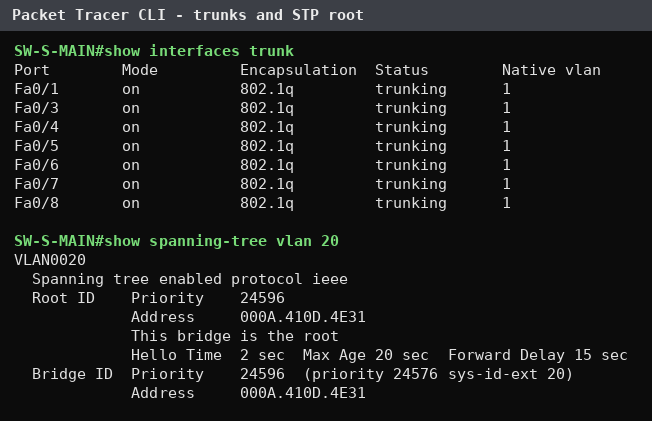 Packet Tracer CLI - trunks and STP root
SW-S-MAIN#show interfaces trunk
Port        Mode         Encapsulation  Status        Native vlan
Fa0/1       on           802.1q         trunking      1
Fa0/3       on           802.1q         trunking      1
Fa0/4       on           802.1q         trunking      1
Fa0/5       on           802.1q         trunking      1
Fa0/6       on           802.1q         trunking      1
Fa0/7       on           802.1q         trunking      1
Fa0/8       on           802.1q         trunking      1
SW-S-MAIN#show spanning-tree vlan 20
VLAN0020
  Spanning tree enabled protocol ieee
  Root ID    Priority    24596
             Address     000A.410D.4E31
             This bridge is the root
             Hello Time  2 sec  Max Age 20 sec  Forward Delay 15 sec
  Bridge ID  Priority    24596  (priority 24576 sys-id-ext 20)
             Address     000A.410D.4E31